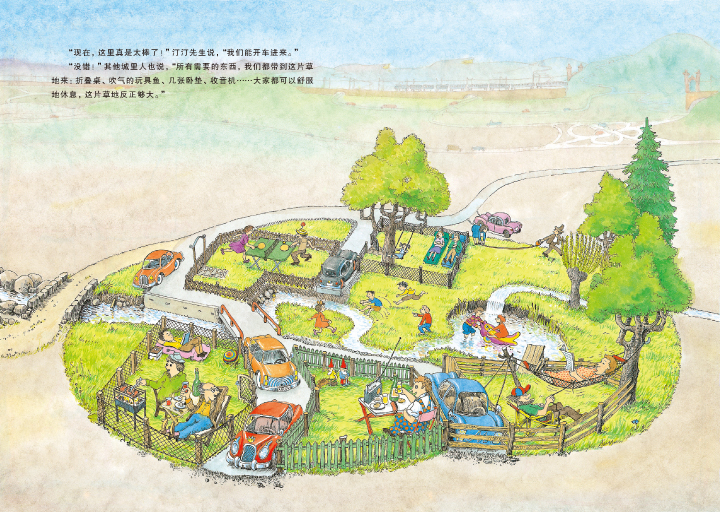 “现在，这里真是太棒了！”汀汀先生说，“我们能开车进来。”
“没错！”其他城里人也说，“所有需要的东西，我们都带到这片草
地来：折叠桌、吹气的玩具鱼、几张卧垫、收音机……大家都可以舒服
地休息，这片草地反正够大。”